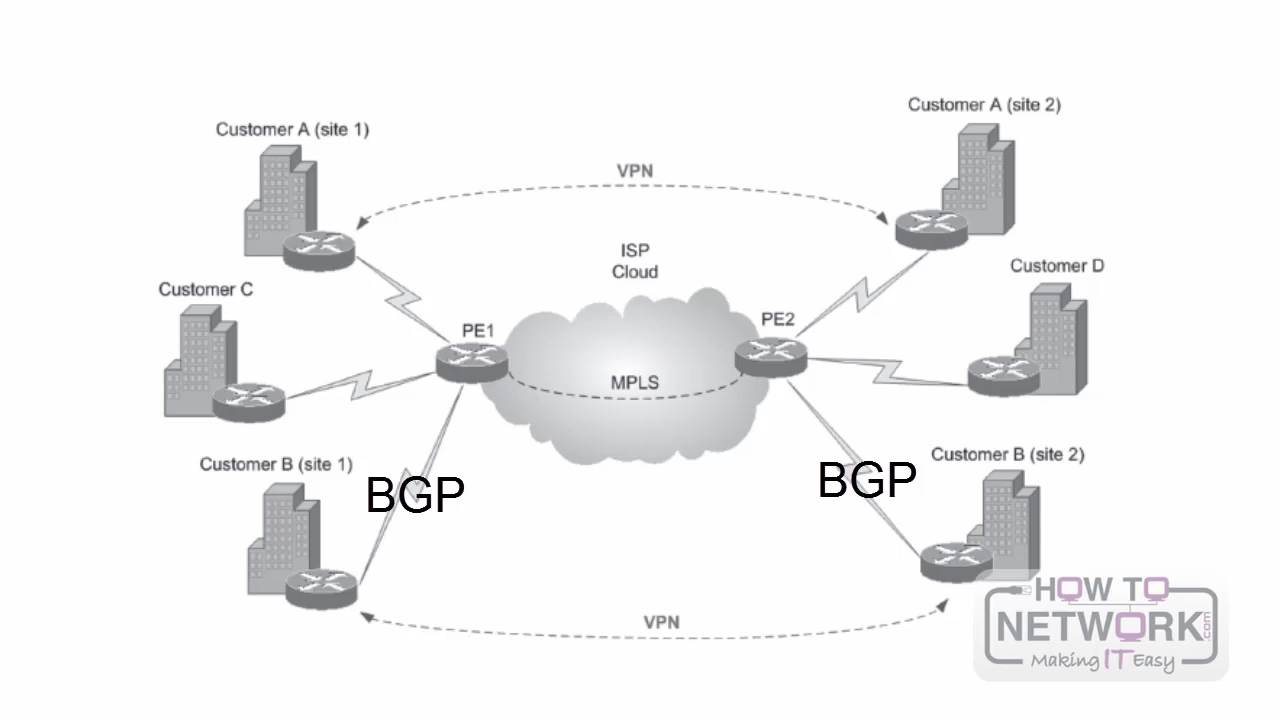 Customer A (site 2)
Customer A (site 1)
VPN
ISP
Cloud
Customer D
Customer C
PE1
PE2
MPLS
Customer B (site 1)
Customer B (site 2)
BGP
BGP
VPN
HOW TO
NETWORK.com
Making IT Easy